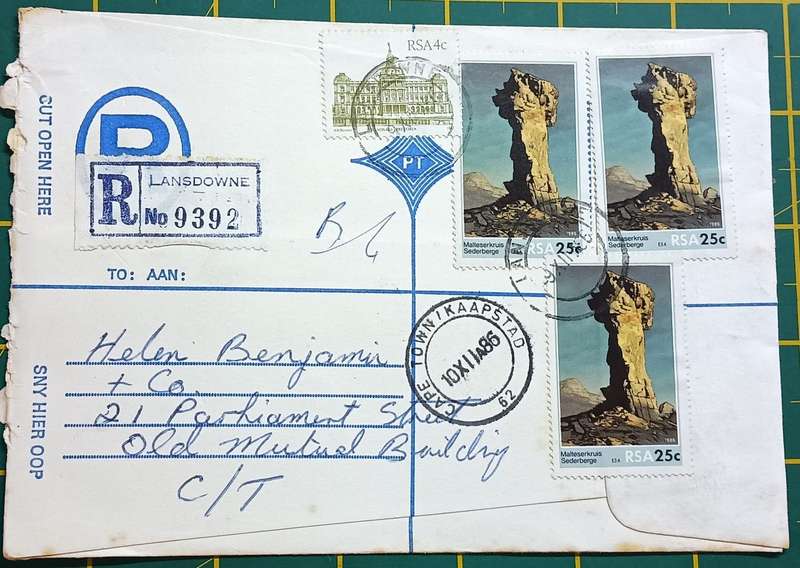 RSA 4c
CUT OPEN HERE
R
R LANSDOWNE
No 9392
PT
Malteserkruis
Sederberge
RSA 25c
Malteserkruis
Sederberge
RSA 25c
TO: AAN:
CAPE TOWN/KAAPSTAD
10 XII 86
62
Helen Benjamin
+ Co.
21 Parliament Street
Old Mutual Building
C/T
SNY HIER OOP
Malteserkruis
Sederberge
RSA 25c